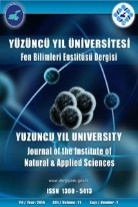 YÜZÜNCÜ YIL ÜNİVERSİTESİ
Fen Bilimleri Enstitüsü Dergisi
YUZUNCU YIL UNIVERSITY
Journal of the Institute of
Natural & Applied Sciences
ISSN 1300 - 5413